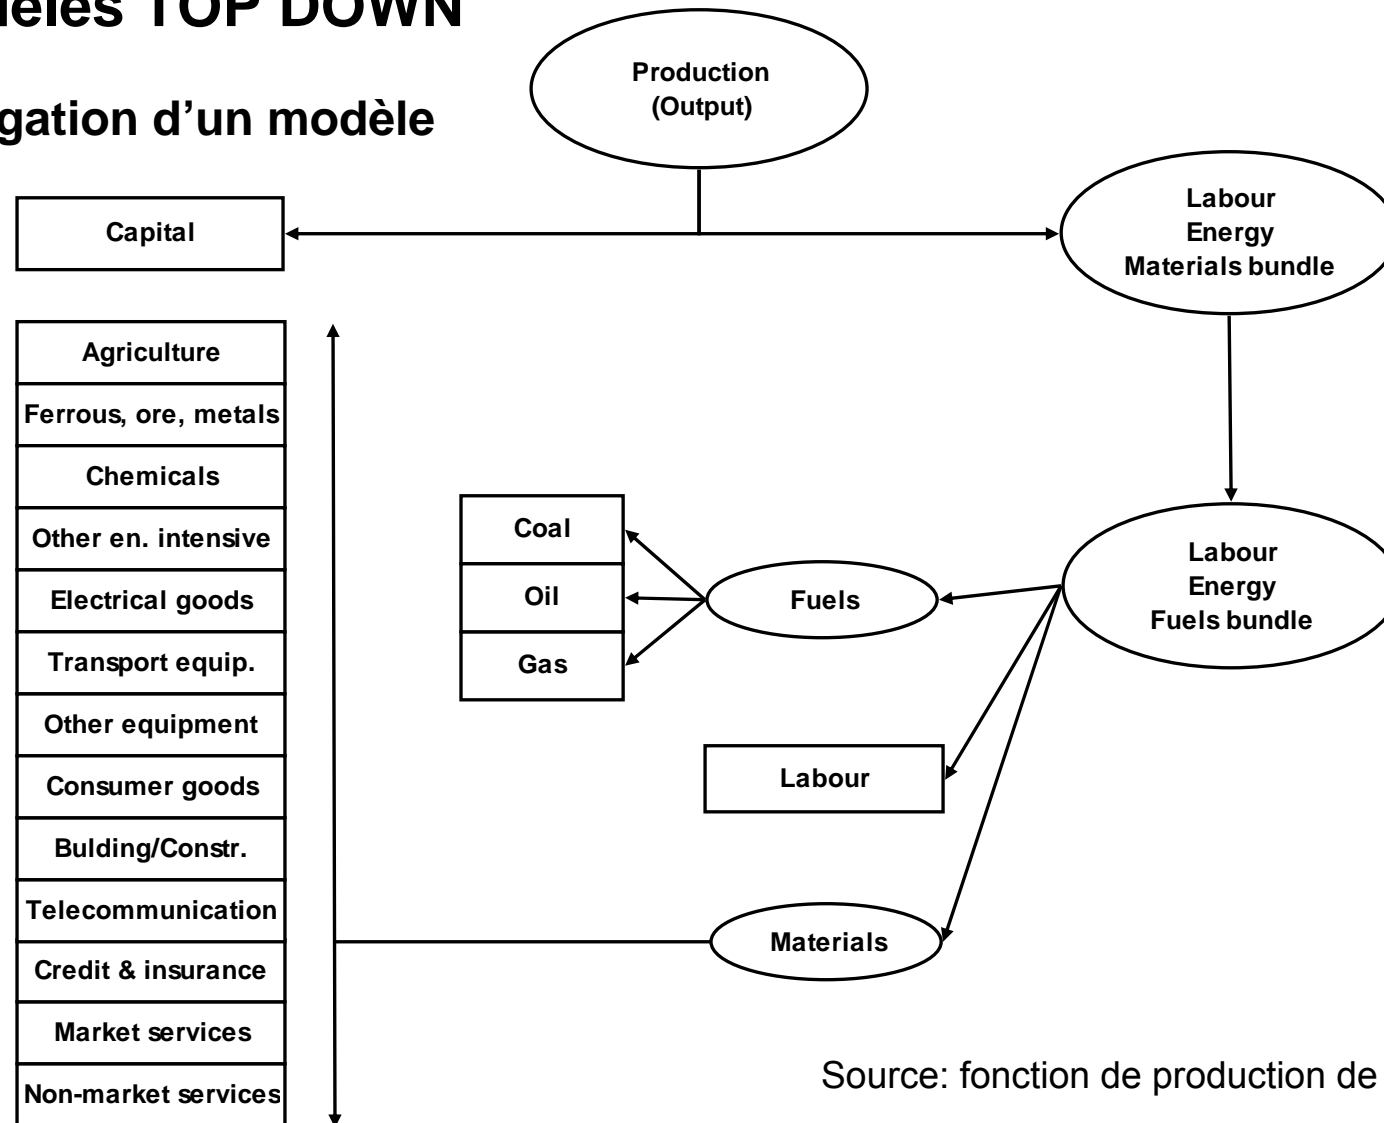 dèles TOP DOWN
gation d’un modèle
Production
(Output)
Capital
Labour
Energy
Materials bundle
Agriculture
Ferrous, ore, metals
Chemicals
Other en. intensive
Electrical goods
Transport equip.
Other equipment
Consumer goods
Bulding/Constr.
Telecommunication
Credit & insurance
Market services
Non-market services
Coal
Oil
Gas
Fuels
Labour
Energy
Fuels bundle
Labour
Materials
Source: fonction de production de